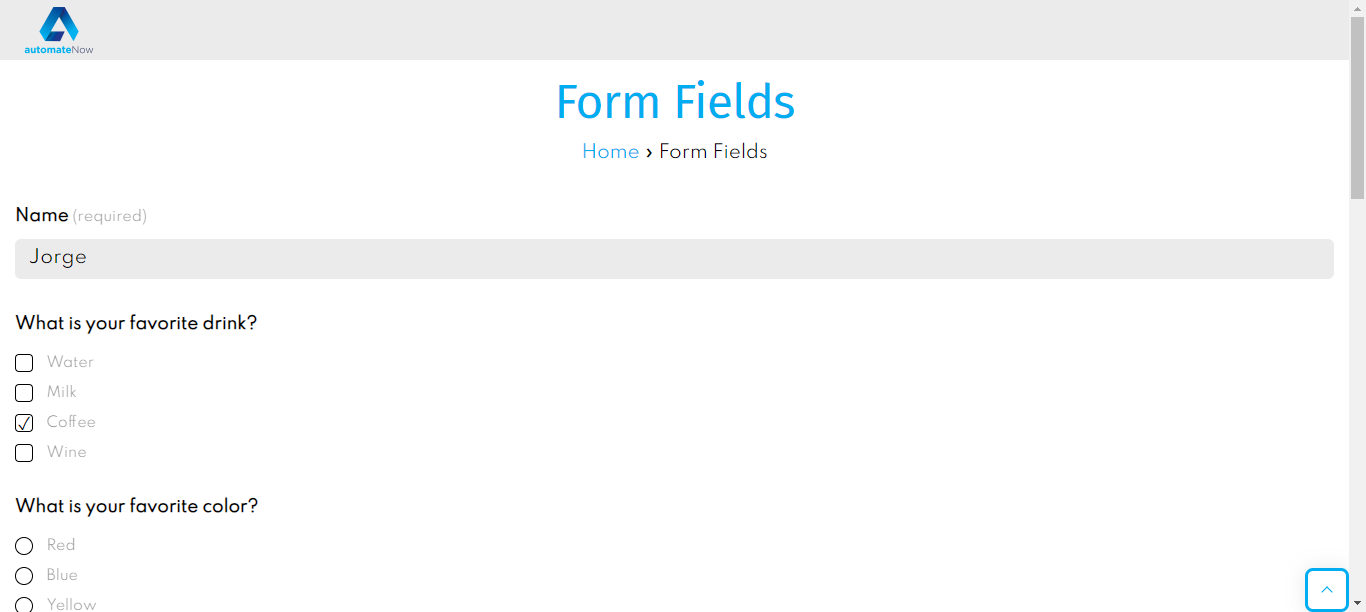 automateNow
Form Fields
Home › Form Fields
Name (required)
Jorge
What is your favorite drink?
Water
Milk
Coffee
Wine
What is your favorite color?
Red
Blue
Yellow